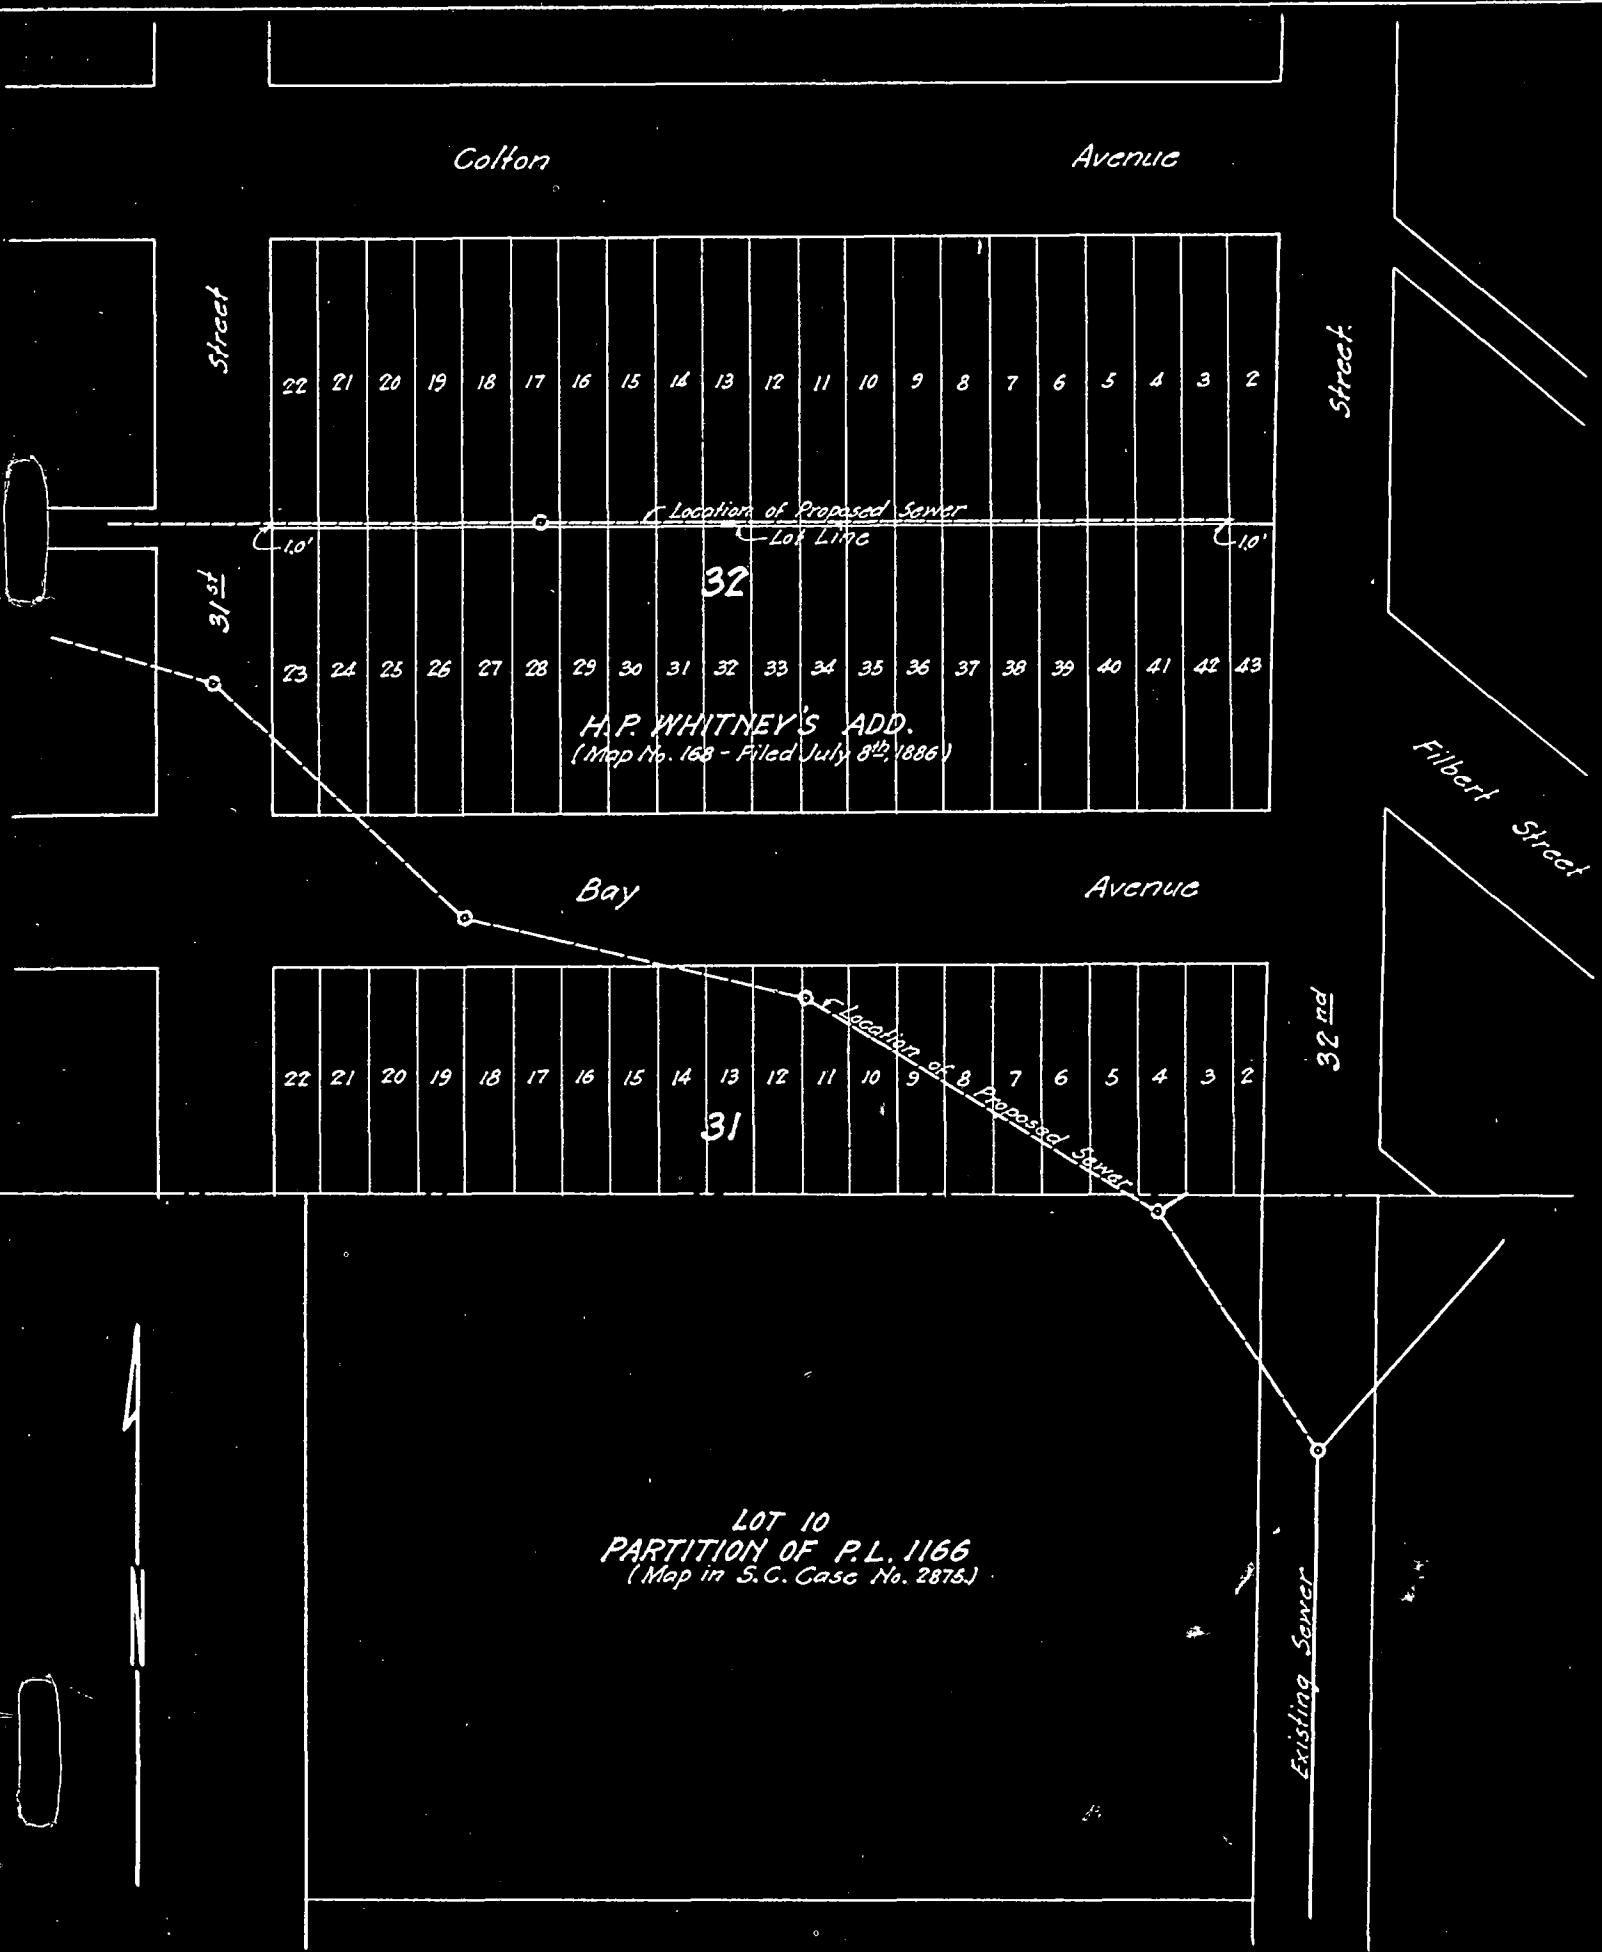 Colton Avenue
Street
Street.
22 21 20 19 18 17 16 15 14 13 12 11 10 9 8 7 6 5 4 3 2
Location of Proposed Sewer
1.0' Lot Line 1.0'
31st
32
23 24 25 26 27 28 29 30 31 32 33 34 35 36 37 38 39 40 41 42 43
H.P. WHITNEY'S ADD.
(Map No. 168 - Filed July 8th, 1886)
Filbert Street
Bay Avenue
32nd
Location of Proposed Sewer
22 21 20 19 18 17 16 15 14 13 12 11 10 9 8 7 6 5 4 3 2
31
N
LOT 10
PARTITION OF P.L. 1166
(Map in S.C. Case No. 2875.)
Existing Sewer